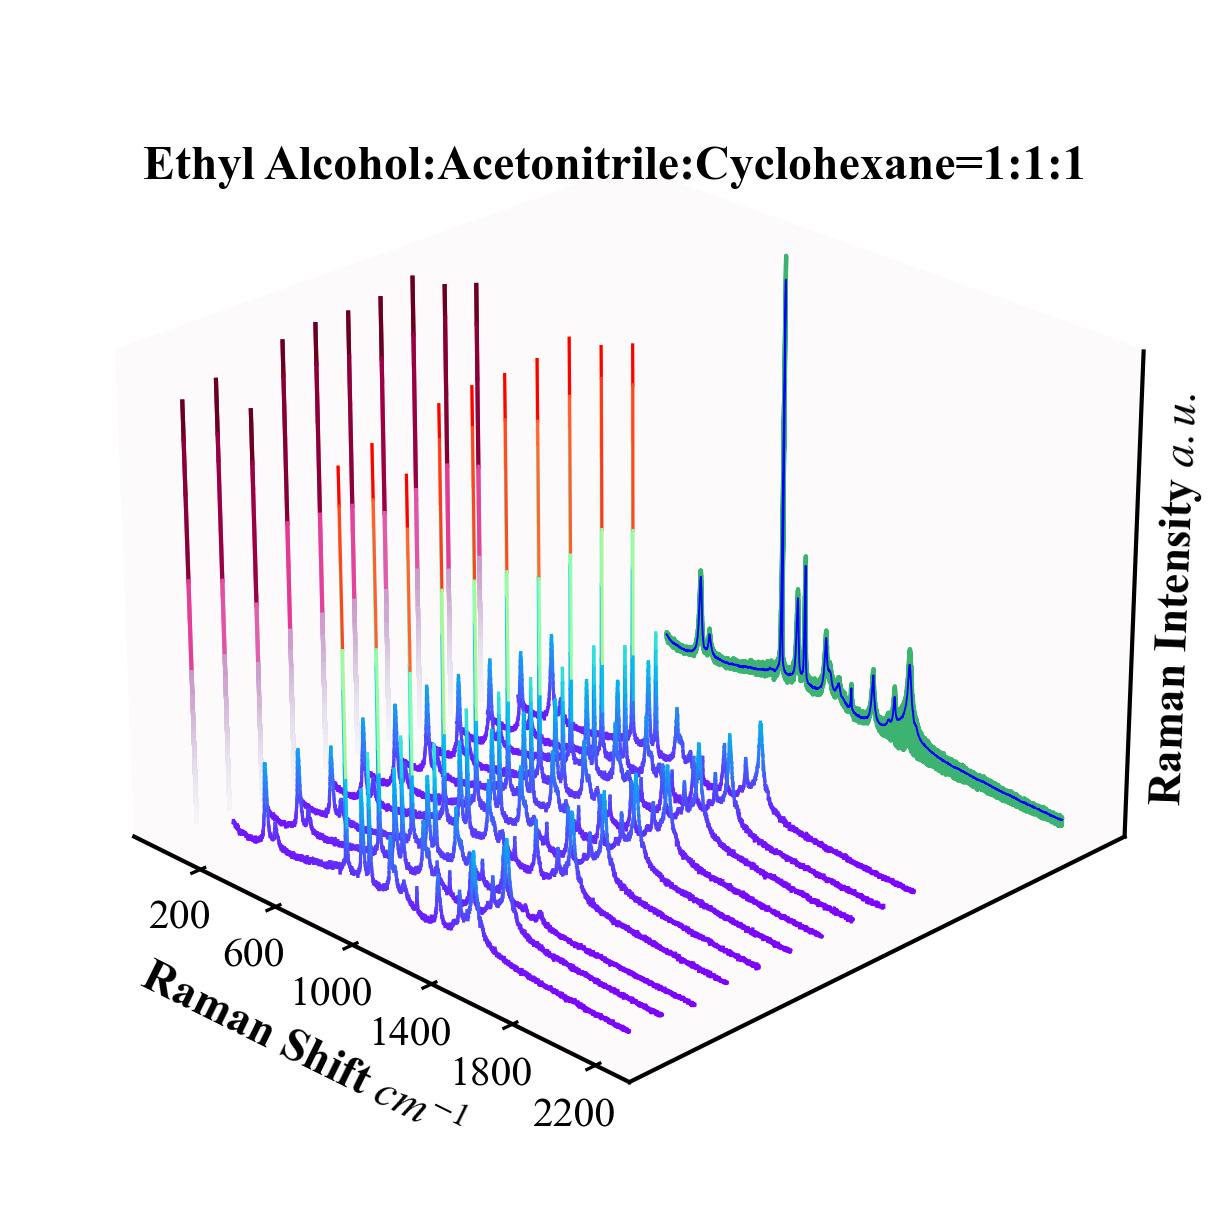 Ethyl Alcohol:Acetonitrile:Cyclohexane=1:1:1
Raman Intensity a.u.
200
600
1000
1400
1800
2200
Raman Shift cm⁻¹